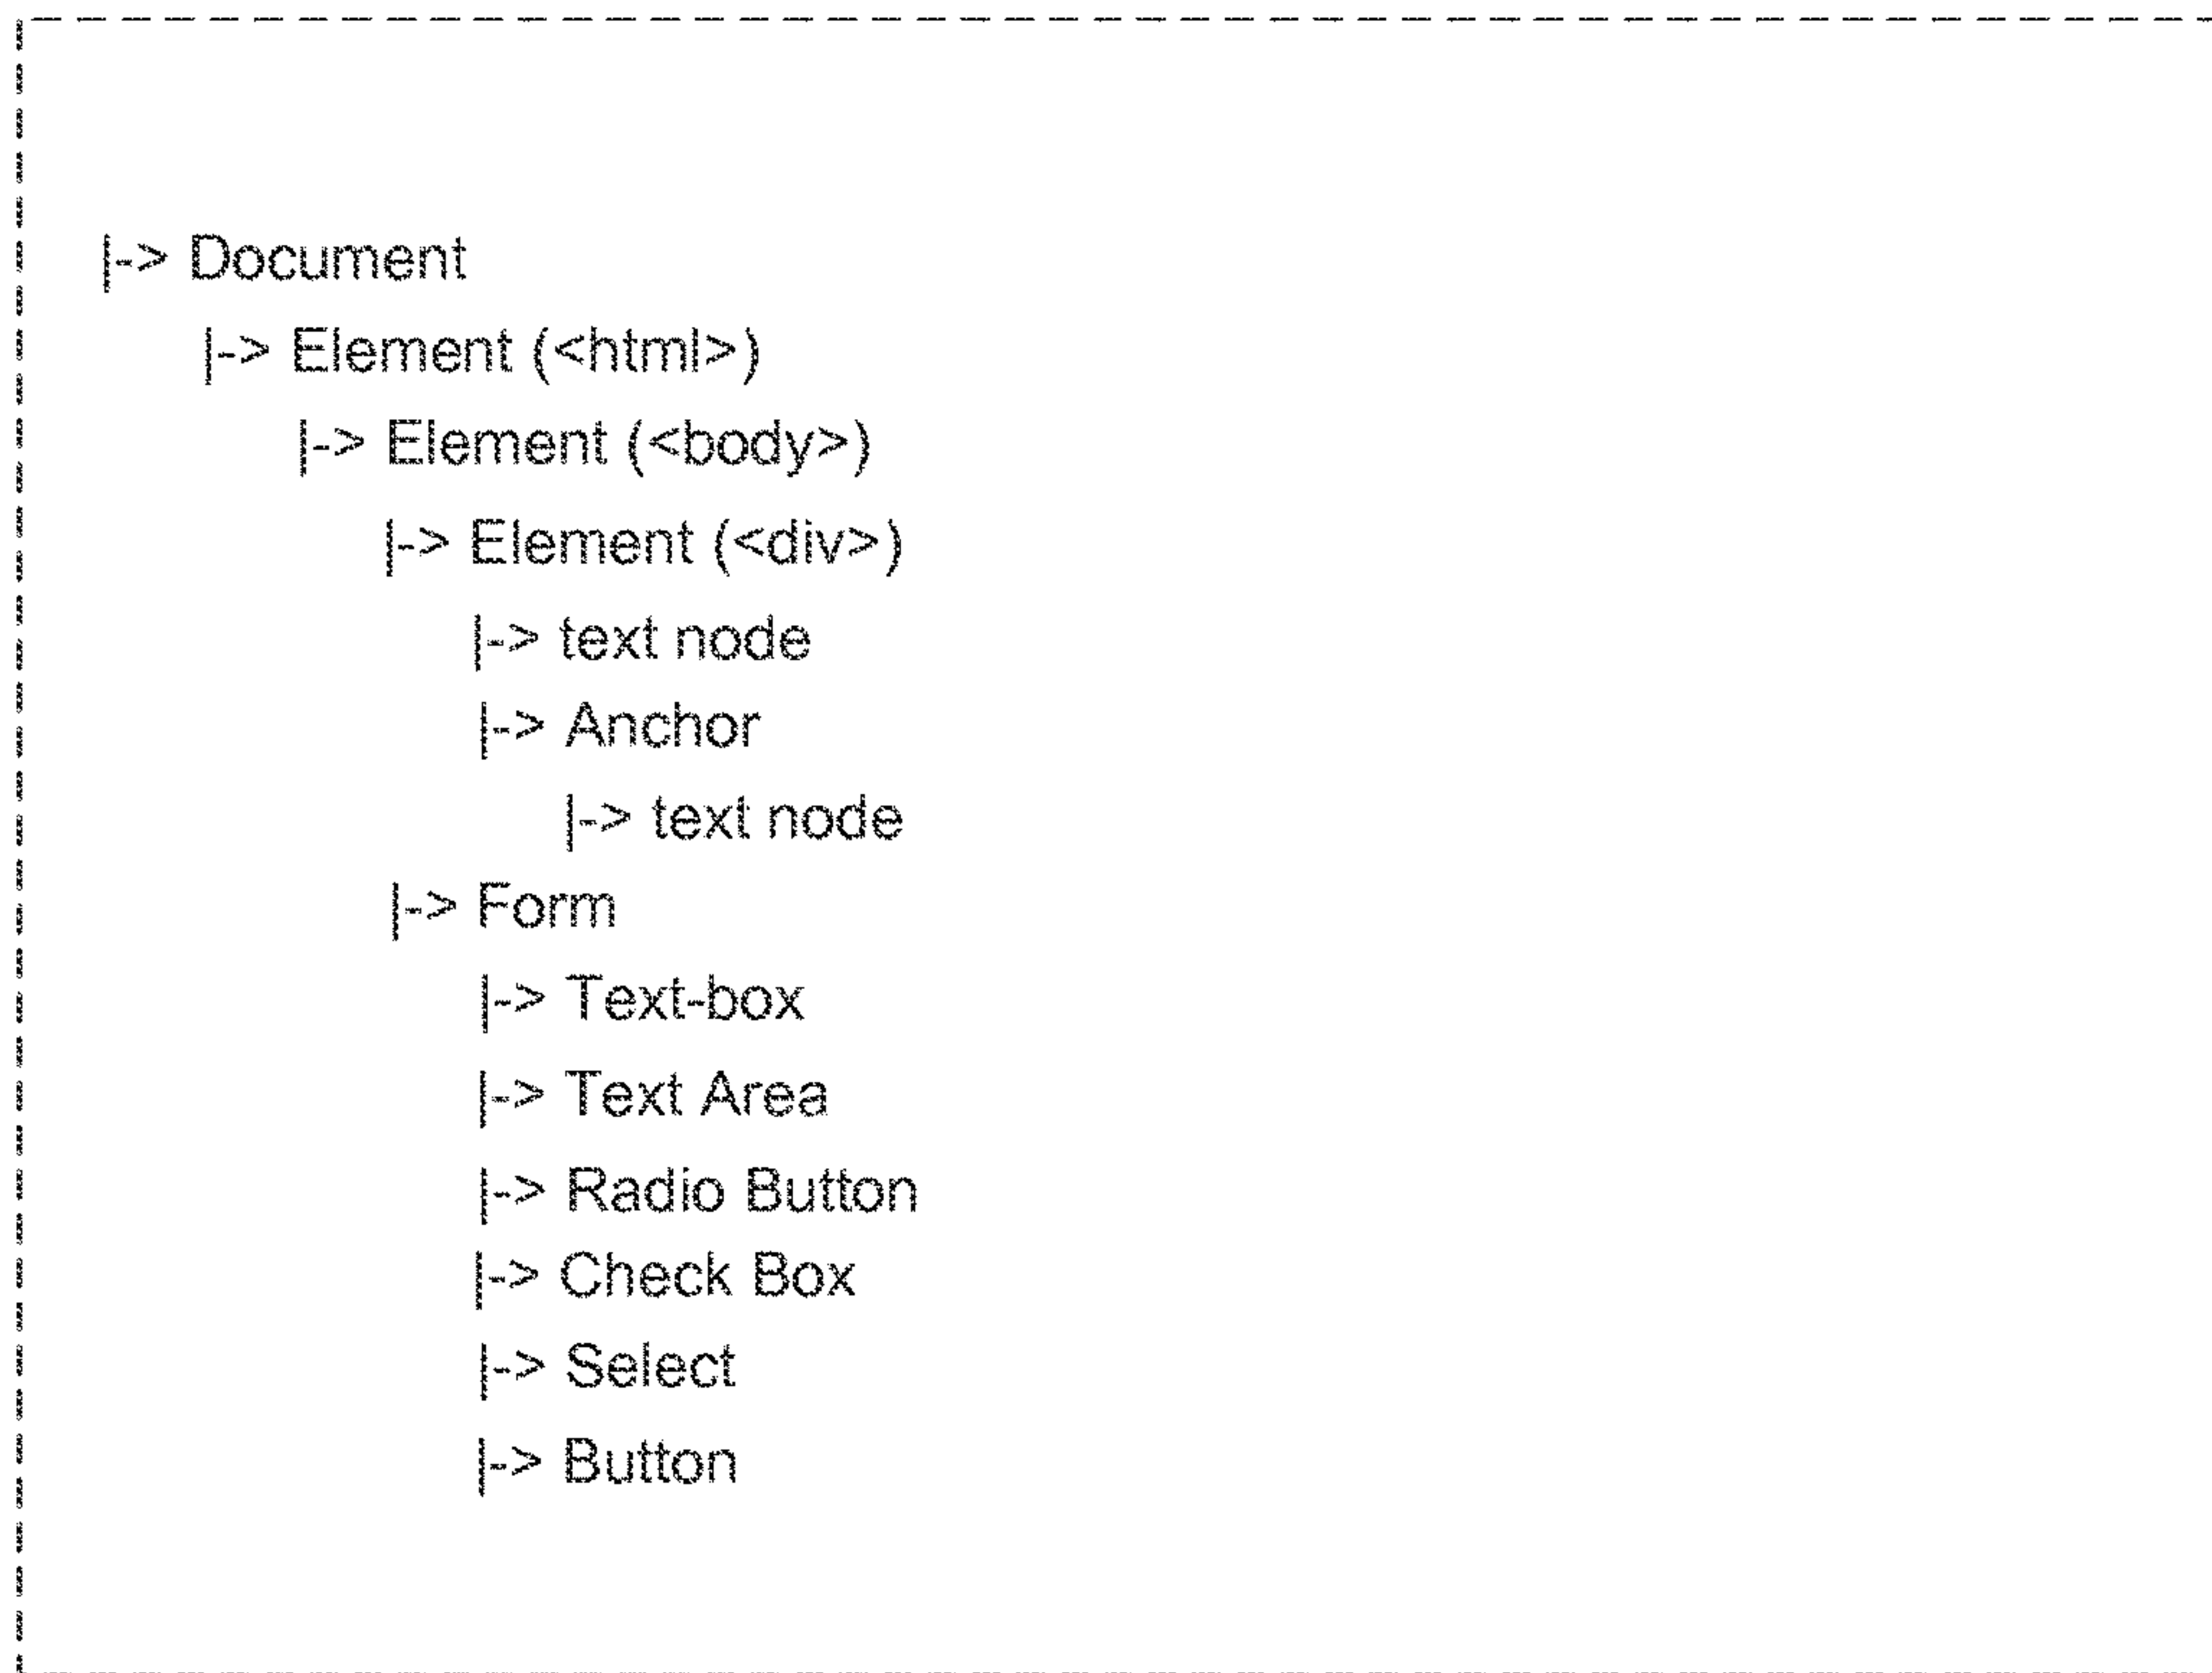 |-> Document
|-> Element (<html>)
|-> Element (<body>)
|-> Element (<div>)
|-> text node
|-> Anchor
|-> text node
|-> Form
|-> Text-box
|-> Text Area
|-> Radio Button
|-> Check Box
|-> Select
|-> Button